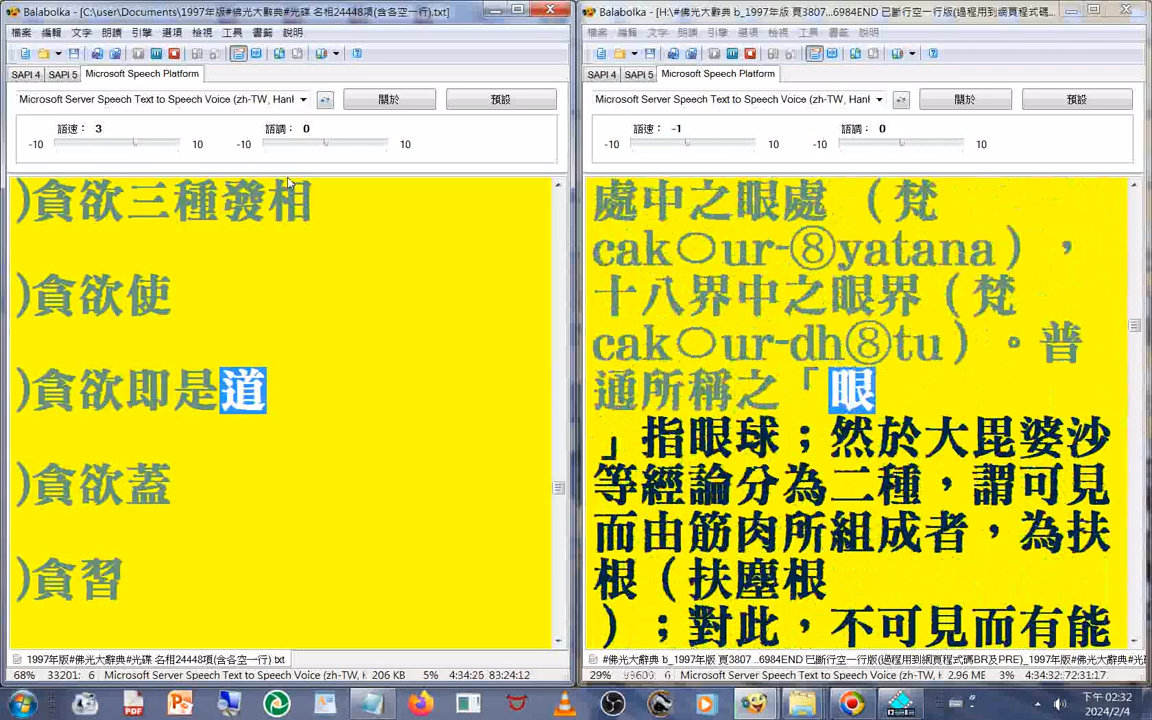 Balabolka - [C:\user\Documents\1997年版#佛光大辭典#光碟 名相24448項(含各空一行).txt]
檔案 編輯 文字 朗讀 引擎 選項 檢視 工具 書籤 說明
SAPI 4 SAPI 5 Microsoft Speech Platform
Microsoft Server Speech Text to Speech Voice (zh-TW, Hanl 關於 預設
語速： 3 語調： 0
-10 10 -10 10
)貪欲三種發相
)貪欲使
)貪欲即是道
)貪欲蓋
)貪習
1997年版#佛光大辭典#光碟 名相24448項(含各空一行).txt
68% 33201: 6 Microsoft Server Speech Text to Speech Voice (zh-TW, H 206 KB 5% 4:34:25 83:24:12
Balabolka - [H:\#佛光大辭典 b_1997年版 頁3807...6984END 已斷行空一行版(過程用到網頁程式碼
檔案 編輯 文字 朗讀 引擎 選項 檢視 工具 書籤 說明
SAPI 4 SAPI 5 Microsoft Speech Platform
Microsoft Server Speech Text to Speech Voice (zh-TW, Hanl 關於 預設
語速： -1 語調： 0
-10 10 -10 10
處中之眼處（梵
cak○ur-⑧yatana），
十八界中之眼界（梵
cak○ur-dh⑧tu）。普
通所稱之「眼
」指眼球；然於大毘婆沙
等經論分為二種，謂可見
而由筋肉所組成者，為扶
根（扶塵根
）；對此，不可見而有能
#佛光大辭典 b_1997年版 頁3807...6984END 已斷行空一行版(過程用到網頁程式碼BR及PRE)_1997年版#佛光
29% 6 Microsoft Server Speech Text to Speech Voice (zh-TW, H 2.96 ME 3% 4:34:32:72:31:17
PDF
下午 02:32
2024/2/4